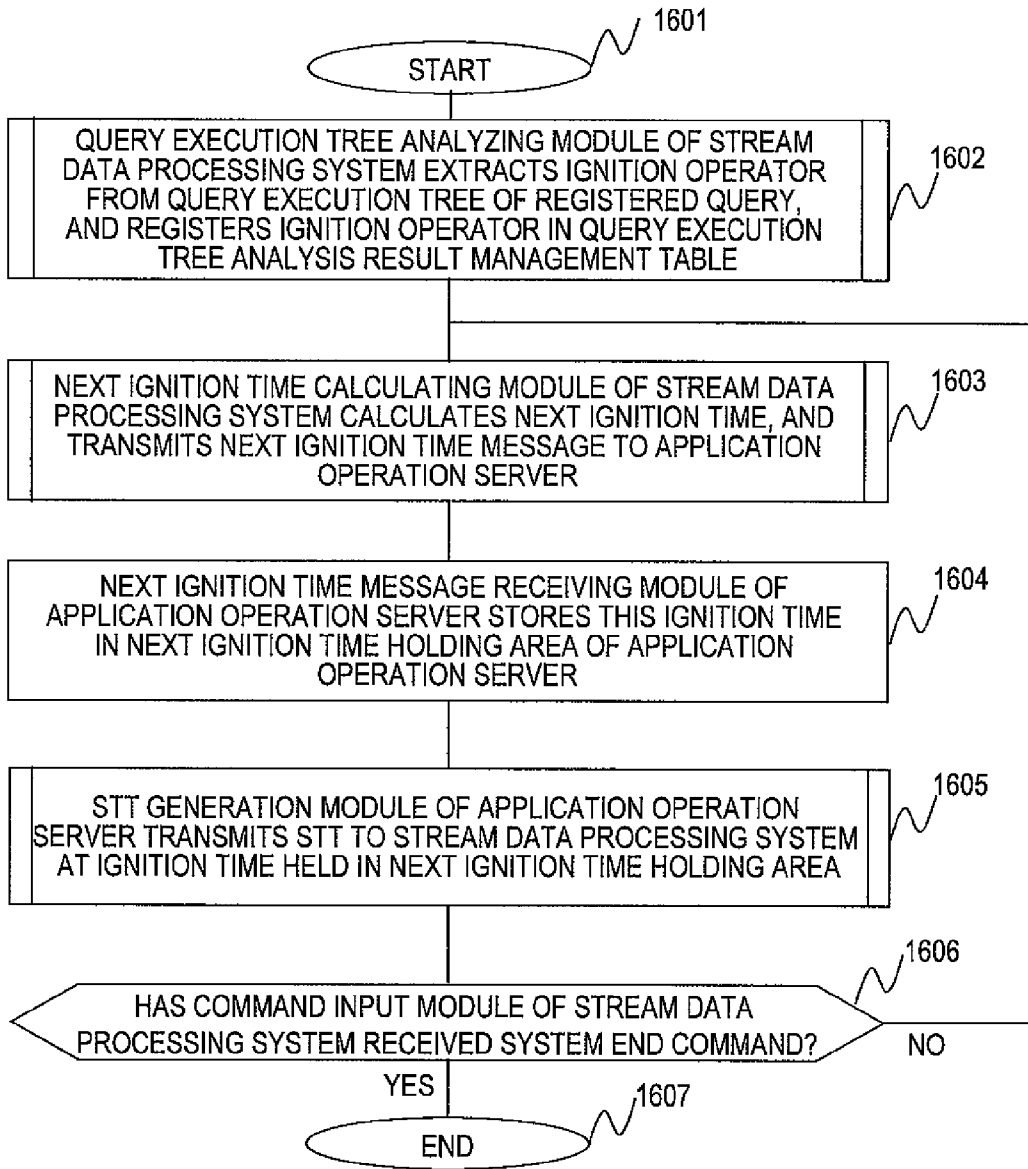 1601
START
QUERY EXECUTION TREE ANALYZING MODULE OF STREAM
DATA PROCESSING SYSTEM EXTRACTS IGNITION OPERATOR
FROM QUERY EXECUTION TREE OF REGISTERED QUERY,
AND REGISTERS IGNITION OPERATOR IN QUERY EXECUTION
TREE ANALYSIS RESULT MANAGEMENT TABLE
1602
NEXT IGNITION TIME CALCULATING MODULE OF STREAM DATA
PROCESSING SYSTEM CALCULATES NEXT IGNITION TIME, AND
TRANSMITS NEXT IGNITION TIME MESSAGE TO APPLICATION
OPERATION SERVER
1603
NEXT IGNITION TIME MESSAGE RECEIVING MODULE OF
APPLICATION OPERATION SERVER STORES THIS IGNITION TIME
IN NEXT IGNITION TIME HOLDING AREA OF APPLICATION
OPERATION SERVER
1604
STT GENERATION MODULE OF APPLICATION OPERATION
SERVER TRANSMITS STT TO STREAM DATA PROCESSING SYSTEM
AT IGNITION TIME HELD IN NEXT IGNITION TIME HOLDING AREA
1605
1606
HAS COMMAND INPUT MODULE OF STREAM DATA
PROCESSING SYSTEM RECEIVED SYSTEM END COMMAND?
NO
YES
1607
END